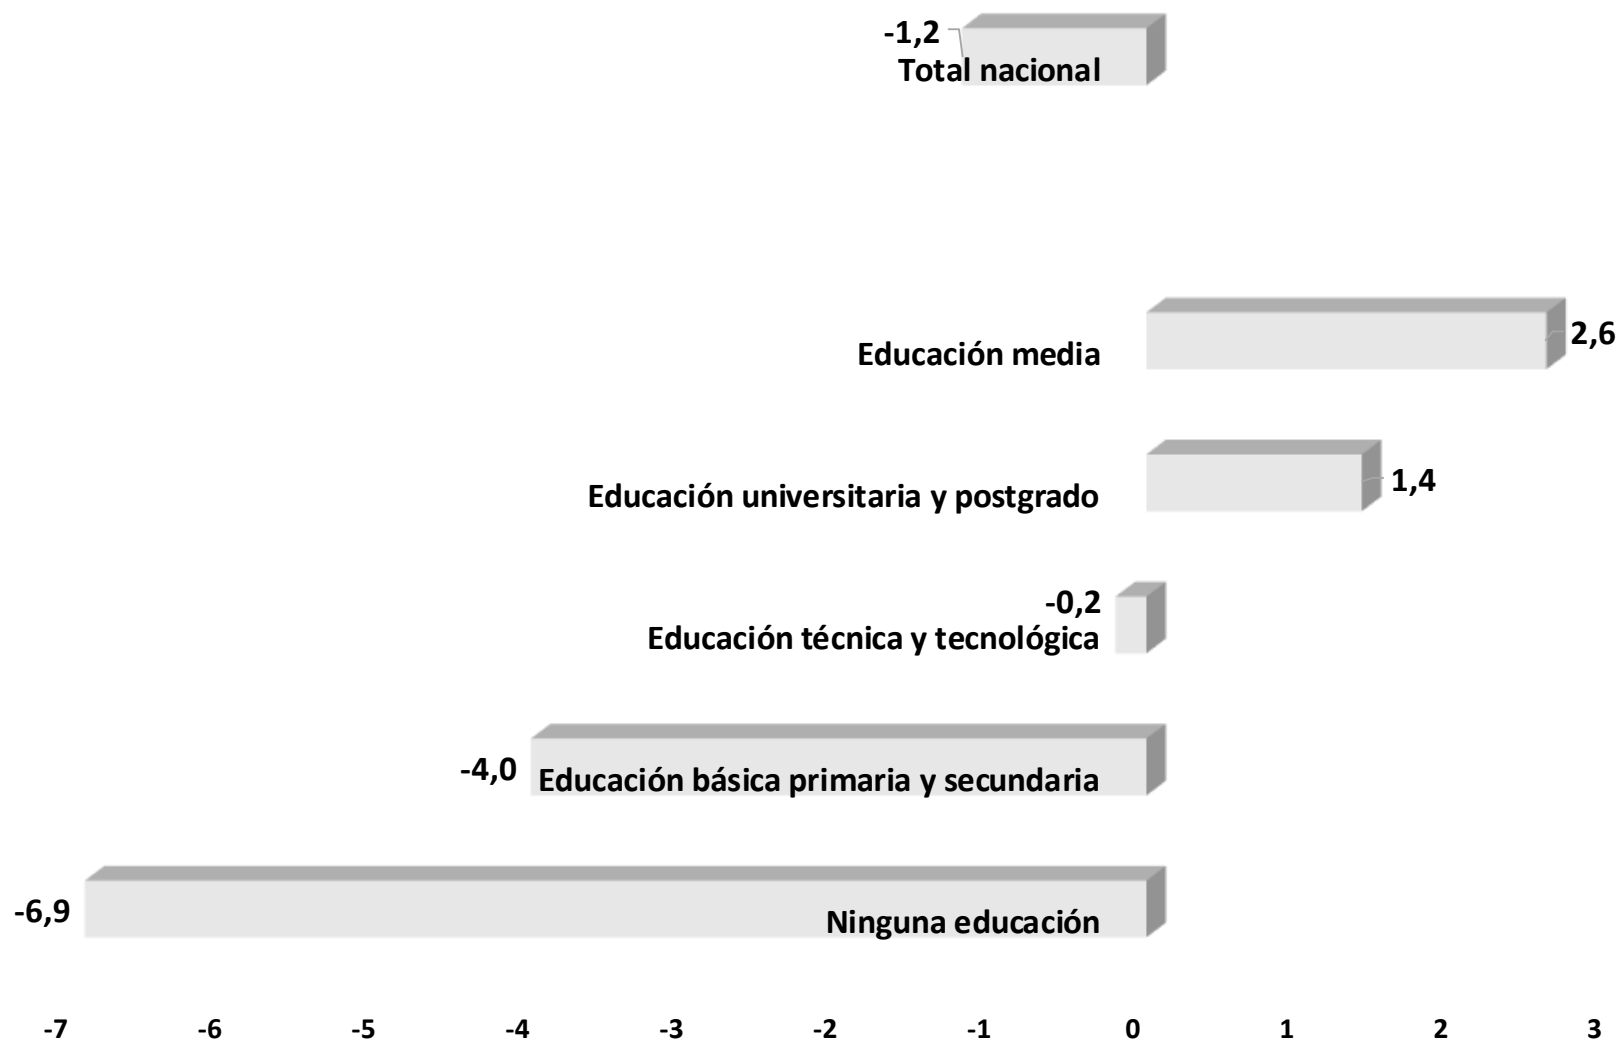 -1,2
Total nacional
Educación media
2,6
Educación universitaria y postgrado
1,4
-0,2
Educación técnica y tecnológica
-4,0
Educación básica primaria y secundaria
-6,9
Ninguna educación
-7 -6 -5 -4 -3 -2 -1 0 1 2 3